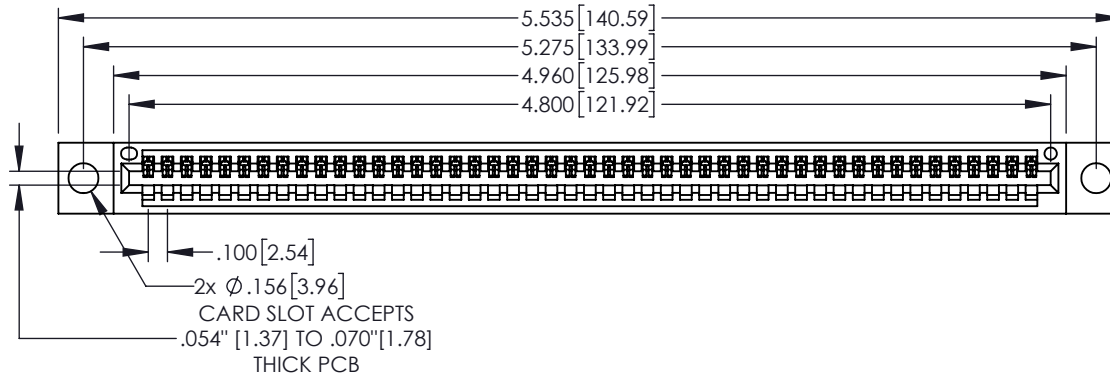 5.535[140.59]
5.275[133.99]
4.960[125.98]
4.800[121.92]
.100[2.54]
2x Ø.156[3.96]
CARD SLOT ACCEPTS
.054" [1.37] TO .070"[1.78]
THICK PCB